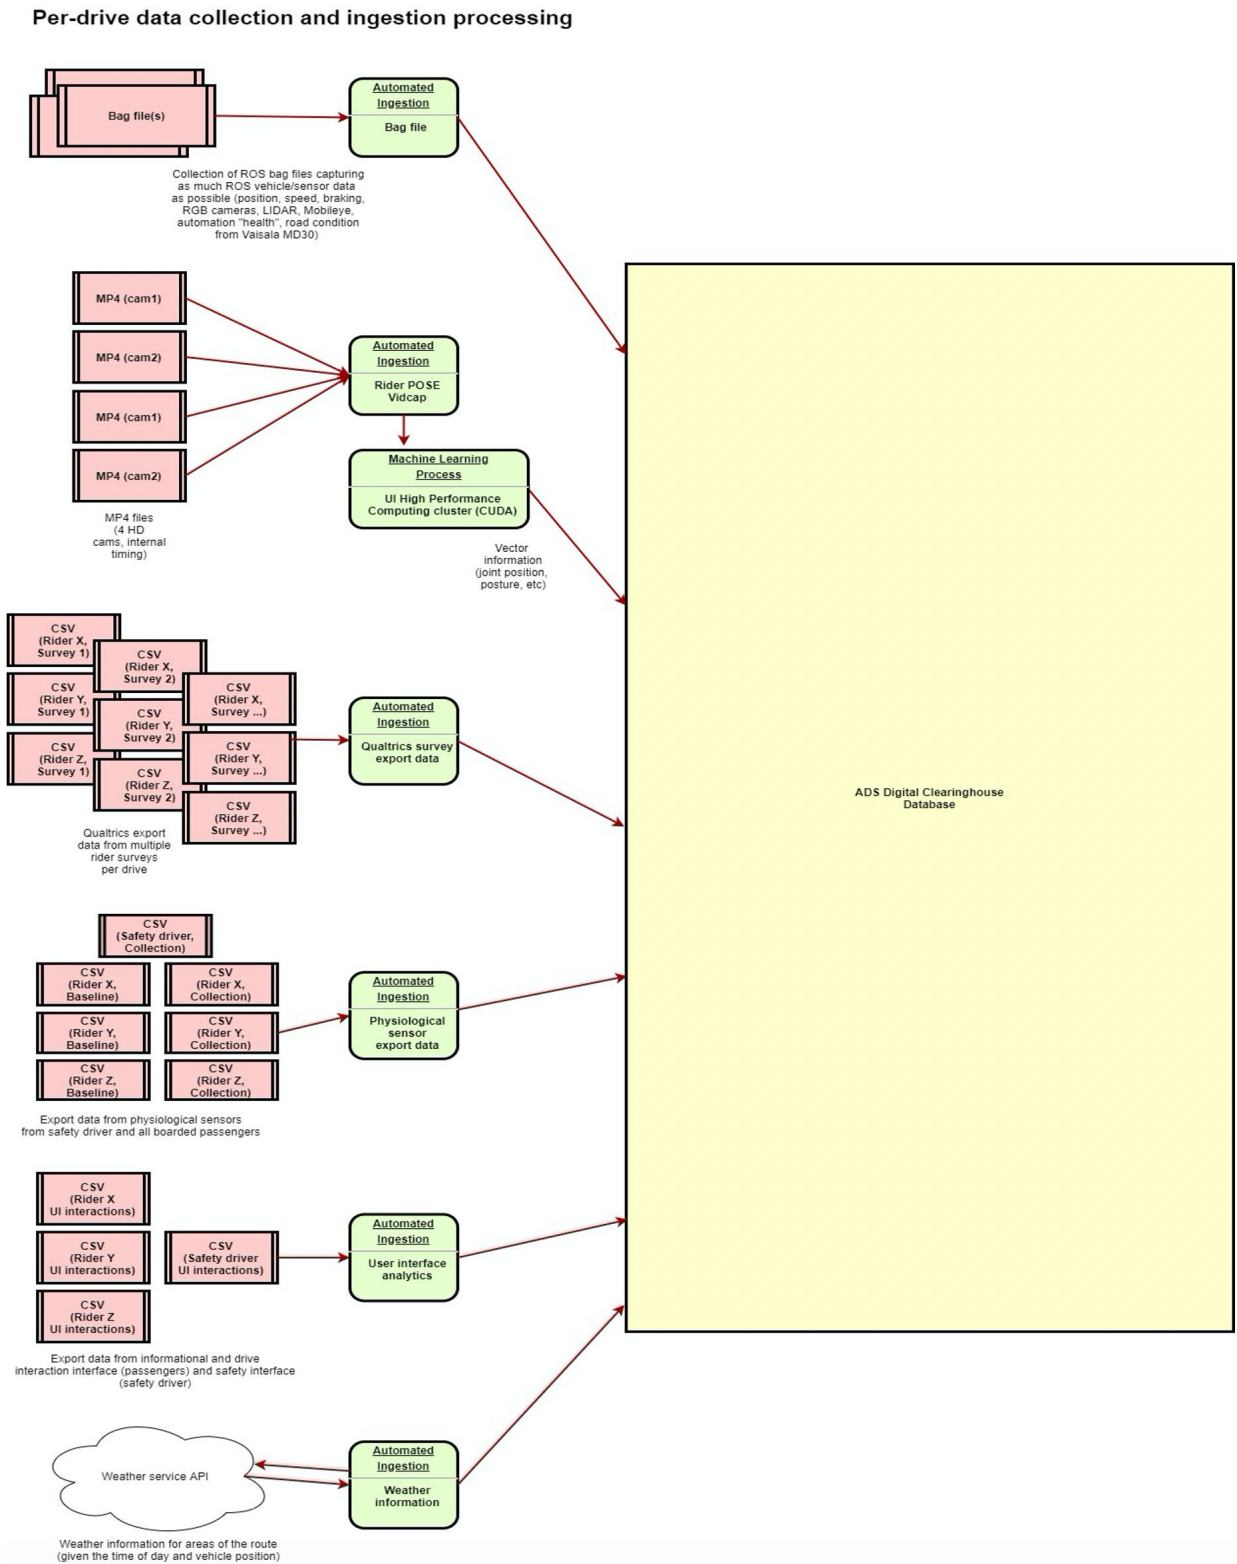 Per-drive data collection and ingestion processing
Bag file(s)
Automated
Ingestion
Bag file
Collection of ROS bag files capturing
as much ROS vehicle/sensor data
as possible (position, speed, braking,
RGB cameras, LIDAR, Mobileye,
automation "health", road condition
from Vaisala MD30)
MP4 (cam1)
MP4 (cam2)
MP4 (cam1)
MP4 (cam2)
MP4 files
(4 HD
cams, internal
timing)
Automated
Ingestion
Rider POSE
Vidcap
Machine Learning
Process
UI High Performance
Computing cluster (CUDA)
Vector
information
(joint position,
posture, etc)
CSV
(Rider X,
Survey 1)
CSV
(Rider X,
Survey 2)
CSV
(Rider X,
Survey ...)
CSV
(Rider Y,
Survey 1)
CSV
(Rider Y,
Survey 2)
CSV
(Rider Y,
Survey ...)
CSV
(Rider Z,
Survey 1)
CSV
(Rider Z,
Survey 2)
CSV
(Rider Z,
Survey ...)
Qualtrics export
data from multiple
rider surveys
per drive
Automated
Ingestion
Qualtrics survey
export data
ADS Digital Clearinghouse
Database
CSV
(Safety driver,
Collection)
CSV
(Rider X,
Baseline)
CSV
(Rider X,
Collection)
CSV
(Rider Y,
Baseline)
CSV
(Rider Y,
Collection)
CSV
(Rider Z,
Baseline)
CSV
(Rider Z,
Collection)
Export data from physiological sensors
from safety driver and all boarded passengers
Automated
Ingestion
Physiological
sensor
export data
CSV
(Rider X
UI interactions)
CSV
(Rider Y
UI interactions)
CSV
(Safety driver
UI interactions)
CSV
(Rider Z
UI interactions)
Export data from informational and drive
interaction interface (passengers) and safety interface
(safety driver)
Automated
Ingestion
User interface
analytics
Weather service API
Weather information for areas of the route
(given the time of day and vehicle position)
Automated
Ingestion
Weather
information